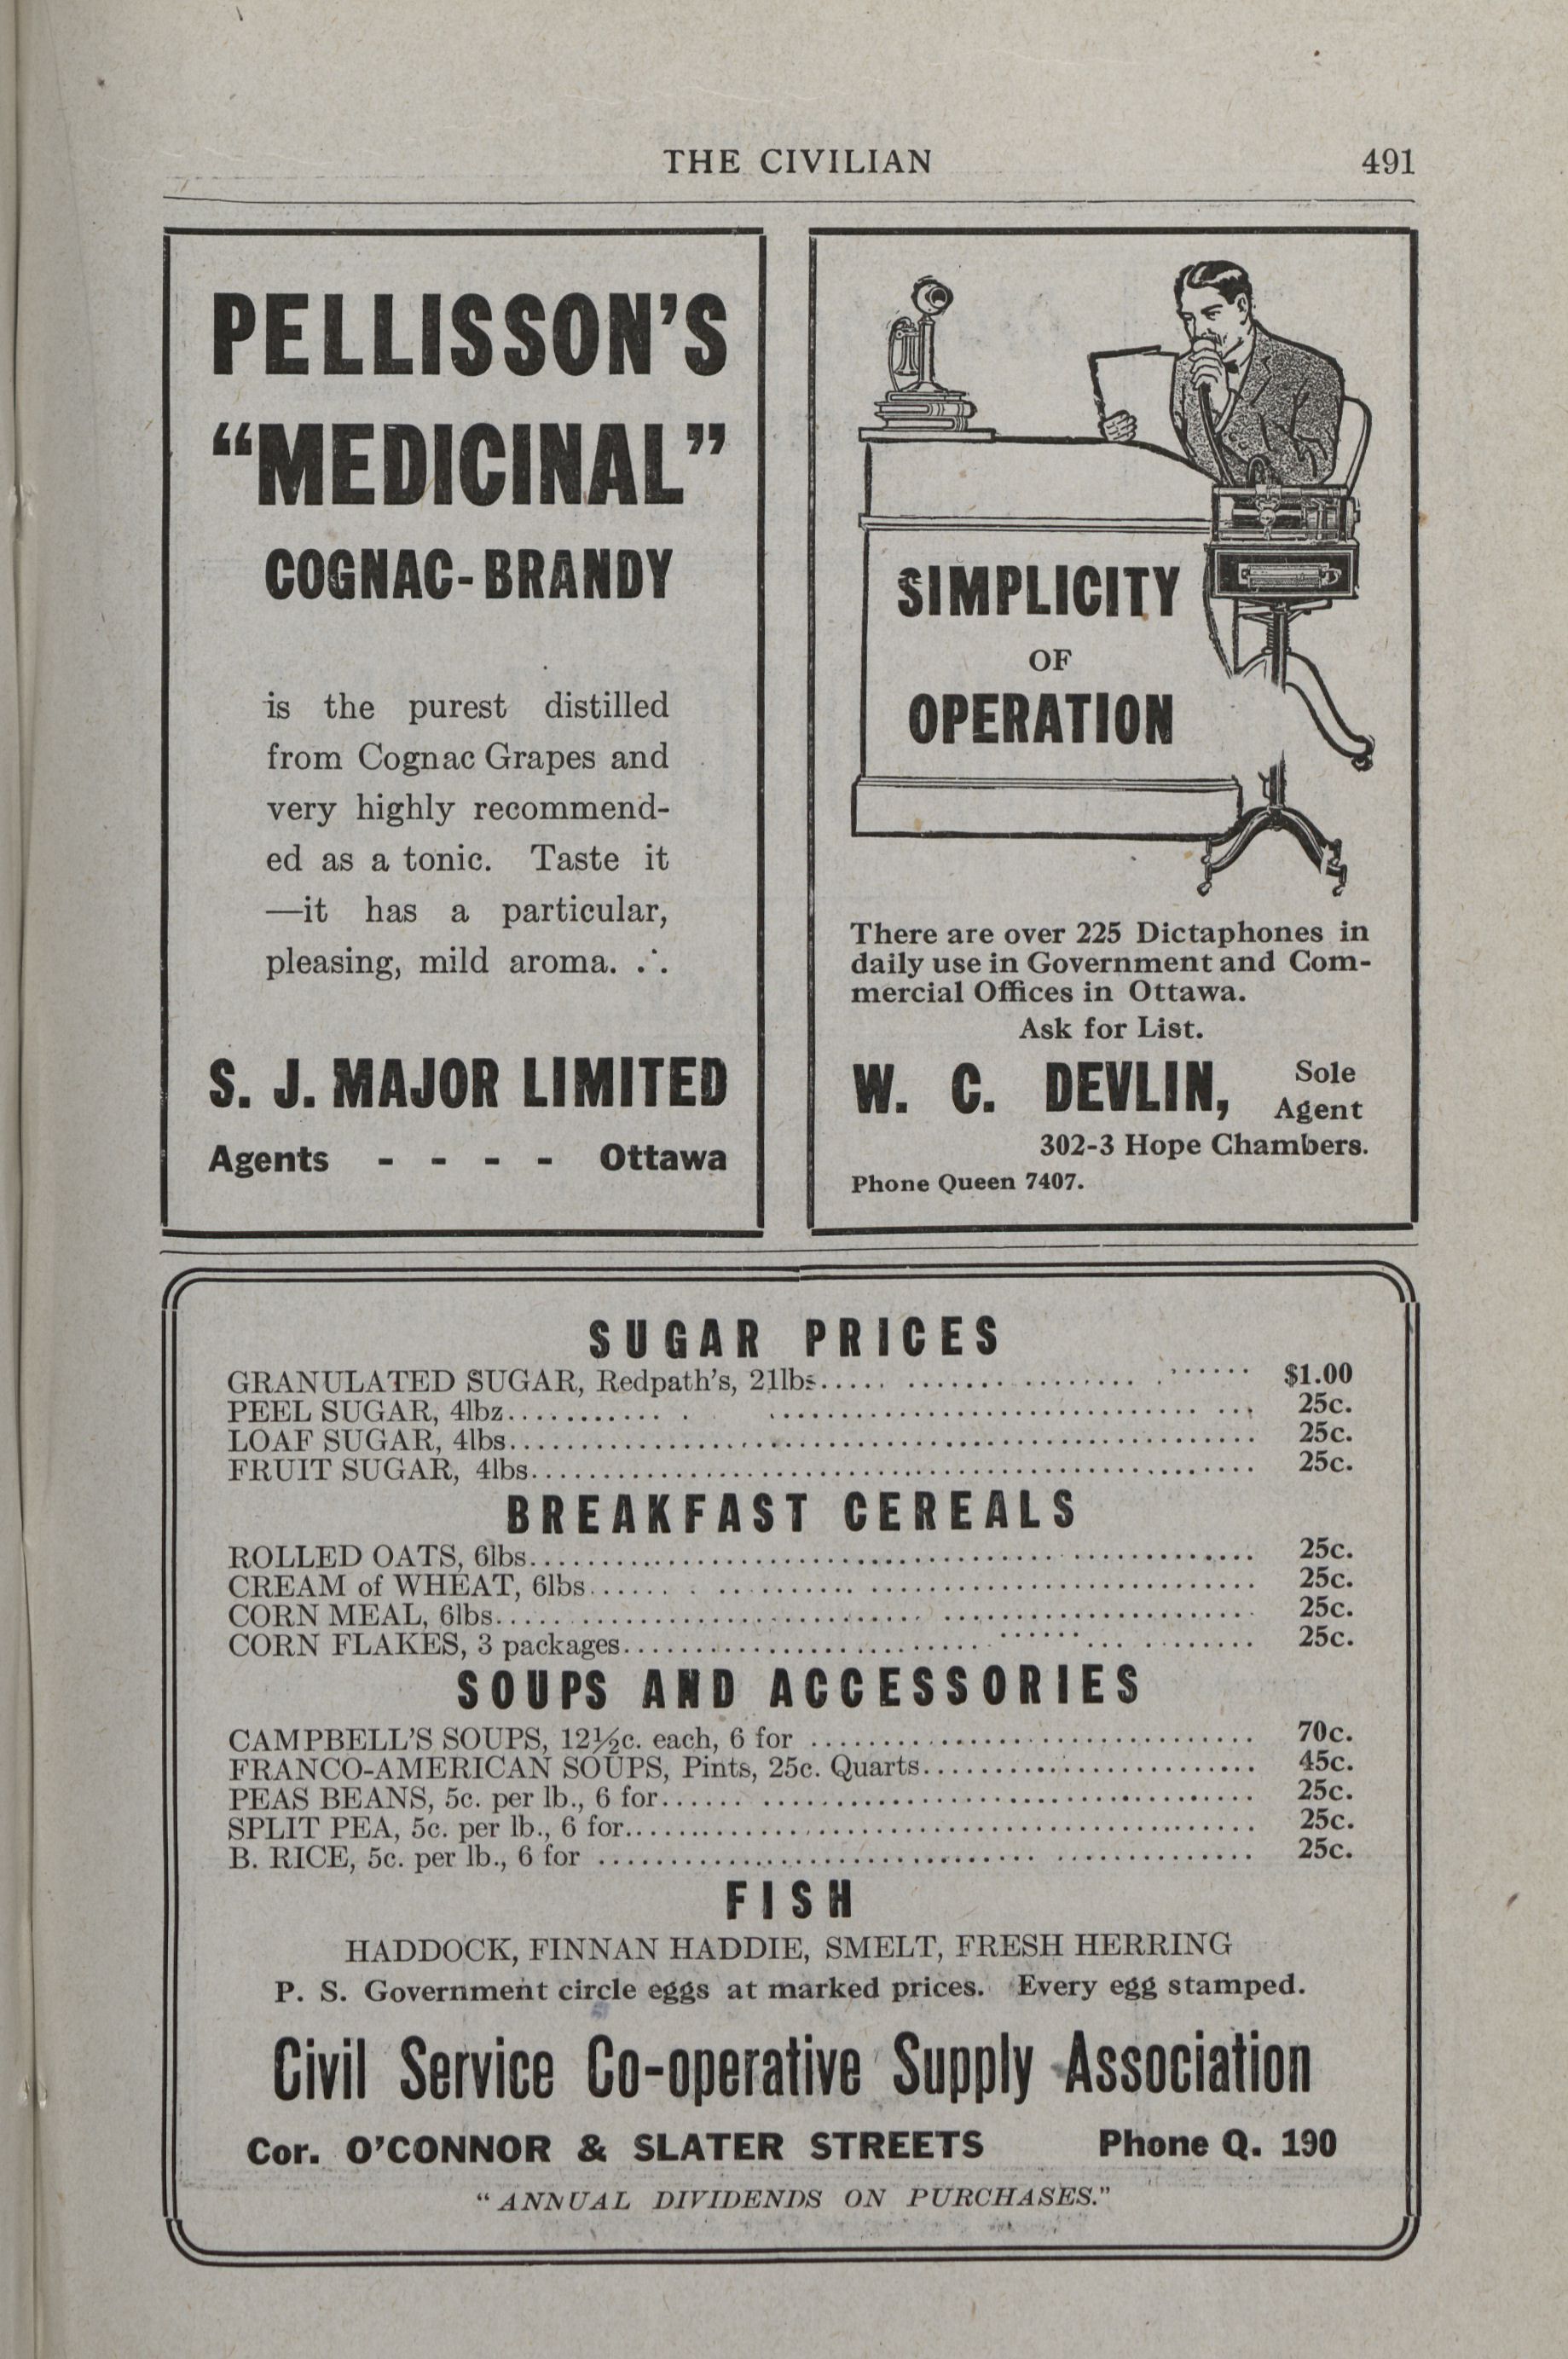 THE CIVILIAN
491
PELLISSON'S
“MEDICINAL”
COGNAC-BRANDY
is the purest distilled
from Cognac Grapes and
very highly recommend-
ed as a tonic. Taste it
—it has a particular,
pleasing, mild aroma. ∴
S. J. MAJOR LIMITED
Agents - - - - Ottawa
SIMPLICITY
OF
OPERATION
There are over 225 Dictaphones in
daily use in Government and Com-
mercial Offices in Ottawa.
Ask for List.
W. C. DEVLIN, Sole Agent
302-3 Hope Chambers.
Phone Queen 7407.
SUGAR PRICES
GRANULATED SUGAR, Redpath's, 21lbs. $1.00
PEEL SUGAR, 4lbz. 25c.
LOAF SUGAR, 4lbs. 25c.
FRUIT SUGAR, 4lbs. 25c.
BREAKFAST CEREALS
ROLLED OATS, 6lbs. 25c.
CREAM of WHEAT, 6lbs. 25c.
CORN MEAL, 6lbs. 25c.
CORN FLAKES, 3 packages. 25c.
SOUPS AND ACCESSORIES
CAMPBELL'S SOUPS, 12½c. each, 6 for 70c.
FRANCO-AMERICAN SOUPS, Pints, 25c. Quarts. 45c.
PEAS BEANS, 5c. per lb., 6 for. 25c.
SPLIT PEA, 5c. per lb., 6 for. 25c.
B. RICE, 5c. per lb., 6 for 25c.
FISH
HADDOCK, FINNAN HADDIE, SMELT, FRESH HERRING
P. S. Government circle eggs at marked prices. Every egg stamped.
Civil Service Co-operative Supply Association
Cor. O'CONNOR & SLATER STREETS Phone Q. 190
“ANNUAL DIVIDENDS ON PURCHASES.”